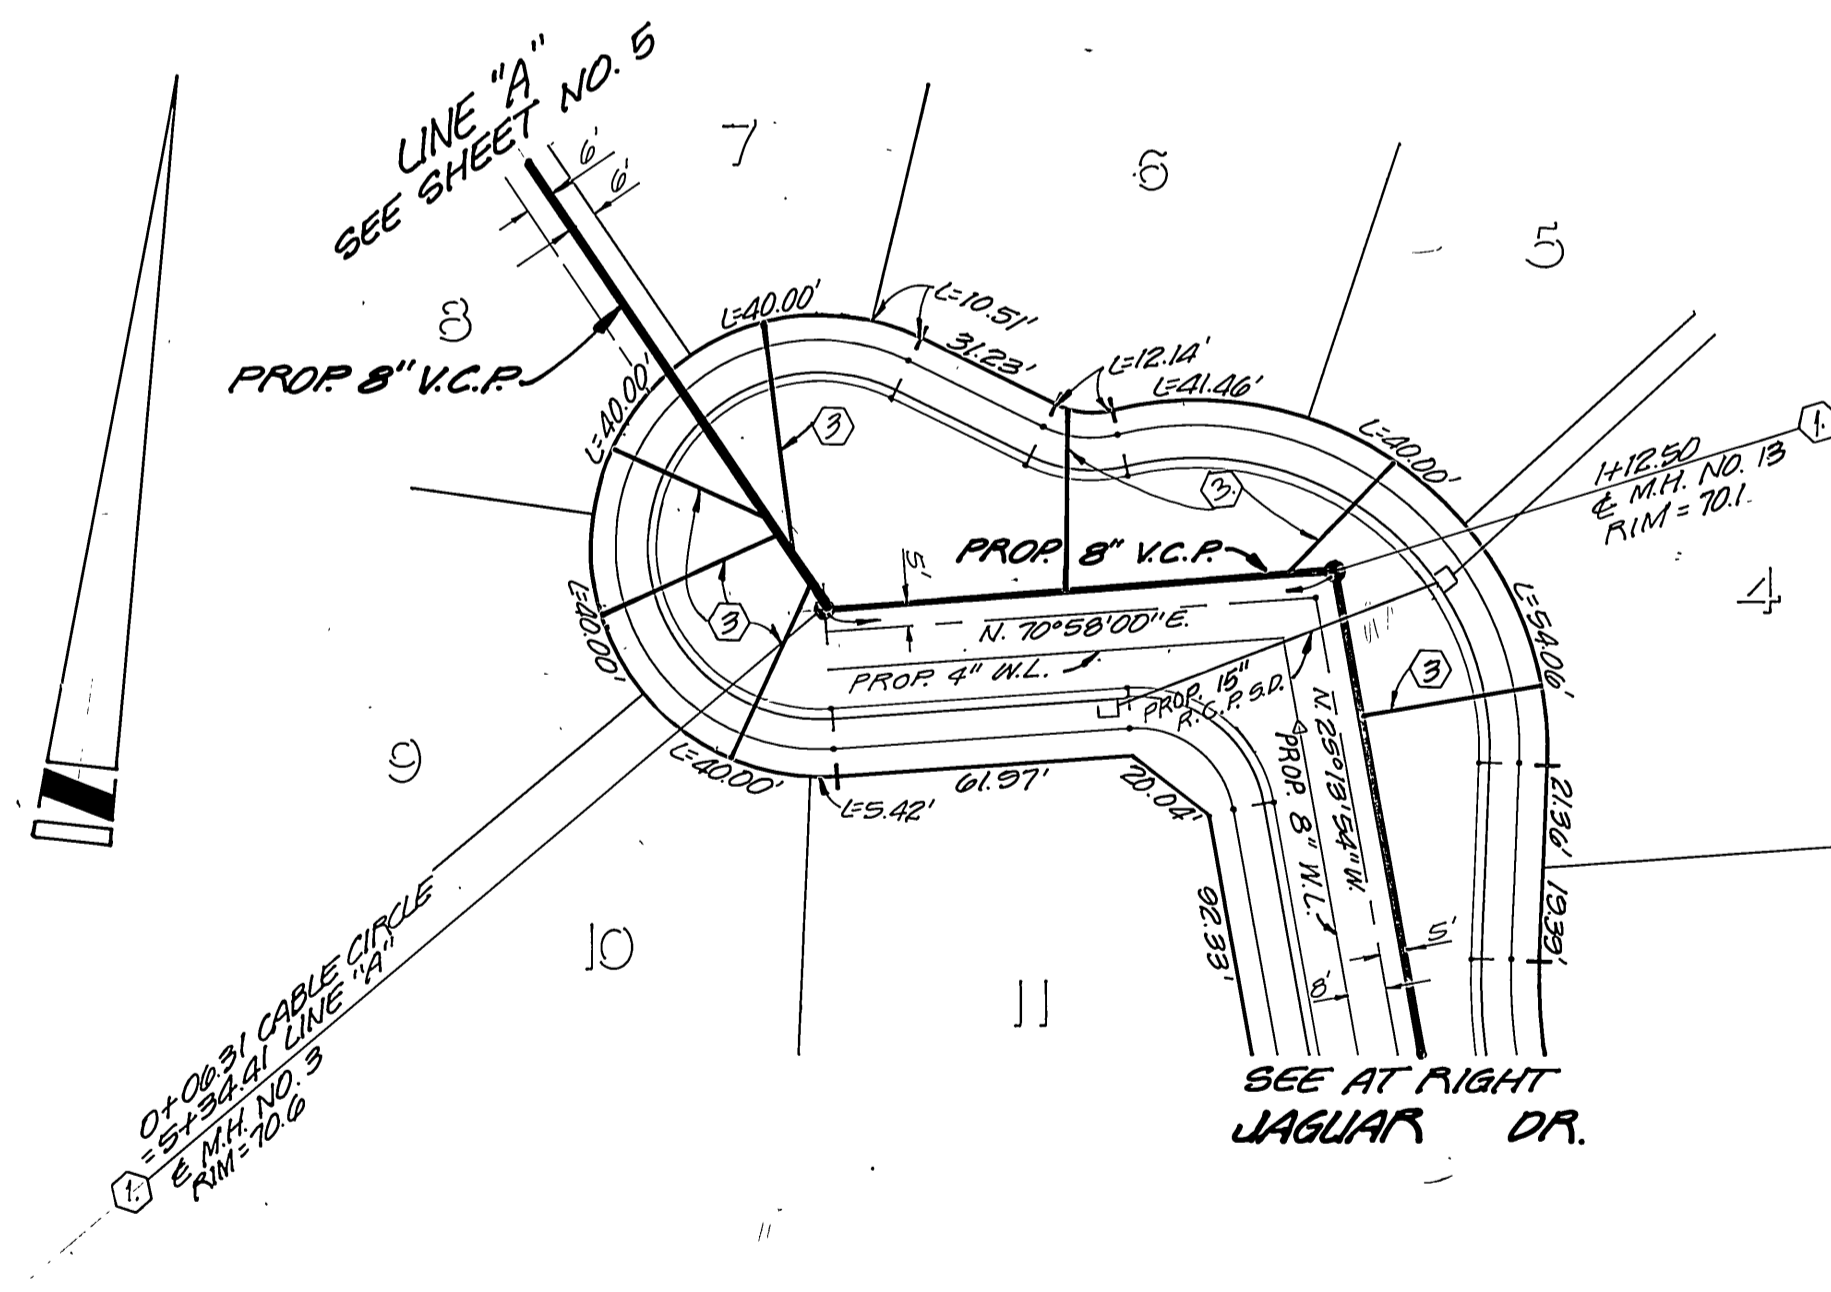 LINE "A"
SEE SHEET NO. 5
6'
6'
7
6
5
8
PROP. 8" V.C.P.
L=40.00'
L=10.51'
31.23'
L=12.14'
L=41.46'
L=40.00'
L=40.00'
3
3.
1.
1+12.50
℄ M.H. NO. 13
RIM = 70.1
PROP. 8" V.C.P.
5'
N. 70°58'00" E.
PROP. 4" W.L.
PROP. 15"
R.C.P. S.D.
3
3
4
L=54.06'
L=40.00'
L=40.00'
L=5.42'
61.97'
20.04'
N. 25°13'54" W.
PROP. 8" W.L.
21.36'
19.39'
92.33'
5'
8'
9
10
11
0+06.31 CABLE CIRCLE
= 5+34.41 LINE "A"
℄ M.H. NO. 3
RIM = 70.6
1.
SEE AT RIGHT
JAGUAR DR.